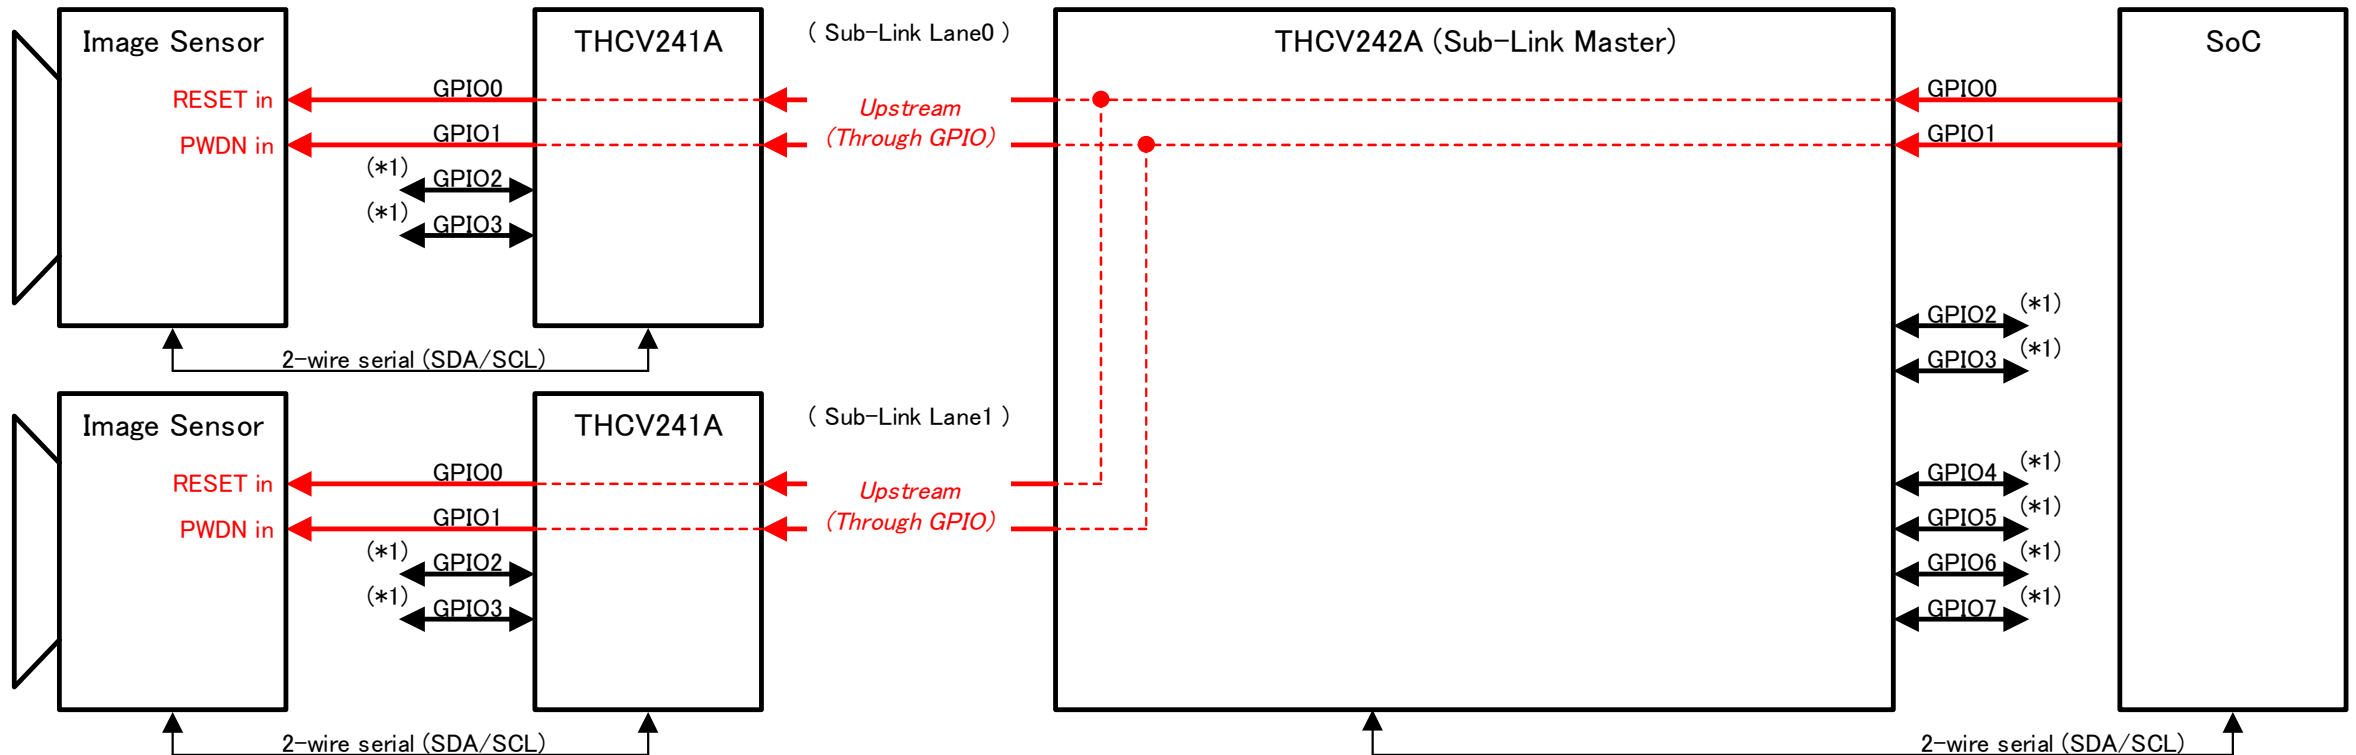 Image Sensor
THCV241A
( Sub-Link Lane0 )
THCV242A (Sub-Link Master)
SoC
RESET in
GPIO0
Upstream
(Through GPIO)
GPIO0
PWDN in
GPIO1
GPIO1
(*1)
GPIO2
(*1)
GPIO3
GPIO2
(*1)
GPIO3
(*1)
2-wire serial (SDA/SCL)
Image Sensor
THCV241A
( Sub-Link Lane1 )
RESET in
GPIO0
Upstream
(Through GPIO)
GPIO4
(*1)
PWDN in
GPIO1
GPIO5
(*1)
(*1)
GPIO2
GPIO6
(*1)
(*1)
GPIO3
GPIO7
(*1)
2-wire serial (SDA/SCL)
2-wire serial (SDA/SCL)